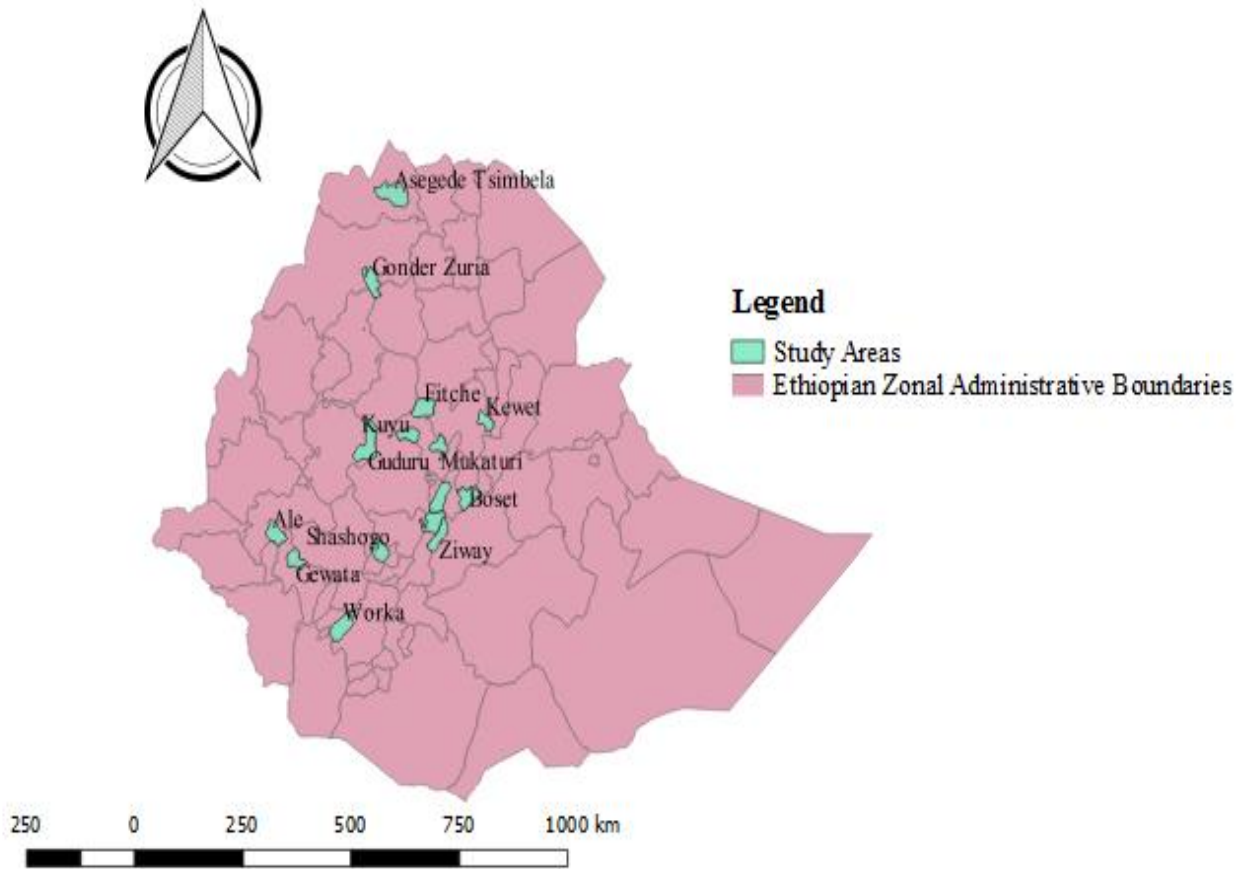 Asegede Tsimbela
Gonder Zuria
Legend
Study Areas
Ethiopian Zonal Administrative Boundaries
Fitche
Kewet
Kuyu
Guduru
Mukaturi
Boset
Ale
Shashogo
Ziway
Gewata
Worka
250 0 250 500 750 1000 km